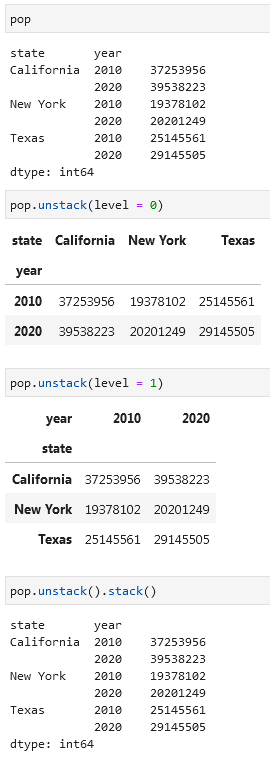 pop
state year
California 2010 37253956
2020 39538223
New York 2010 19378102
2020 20201249
Texas 2010 25145561
2020 29145505
dtype: int64
pop.unstack(level = 0)
state California New York Texas
year
2010 37253956 19378102 25145561
2020 39538223 20201249 29145505
pop.unstack(level = 1)
year 2010 2020
state
California 37253956 39538223
New York 19378102 20201249
Texas 25145561 29145505
pop.unstack().stack()
state year
California 2010 37253956
2020 39538223
New York 2010 19378102
2020 20201249
Texas 2010 25145561
2020 29145505
dtype: int64